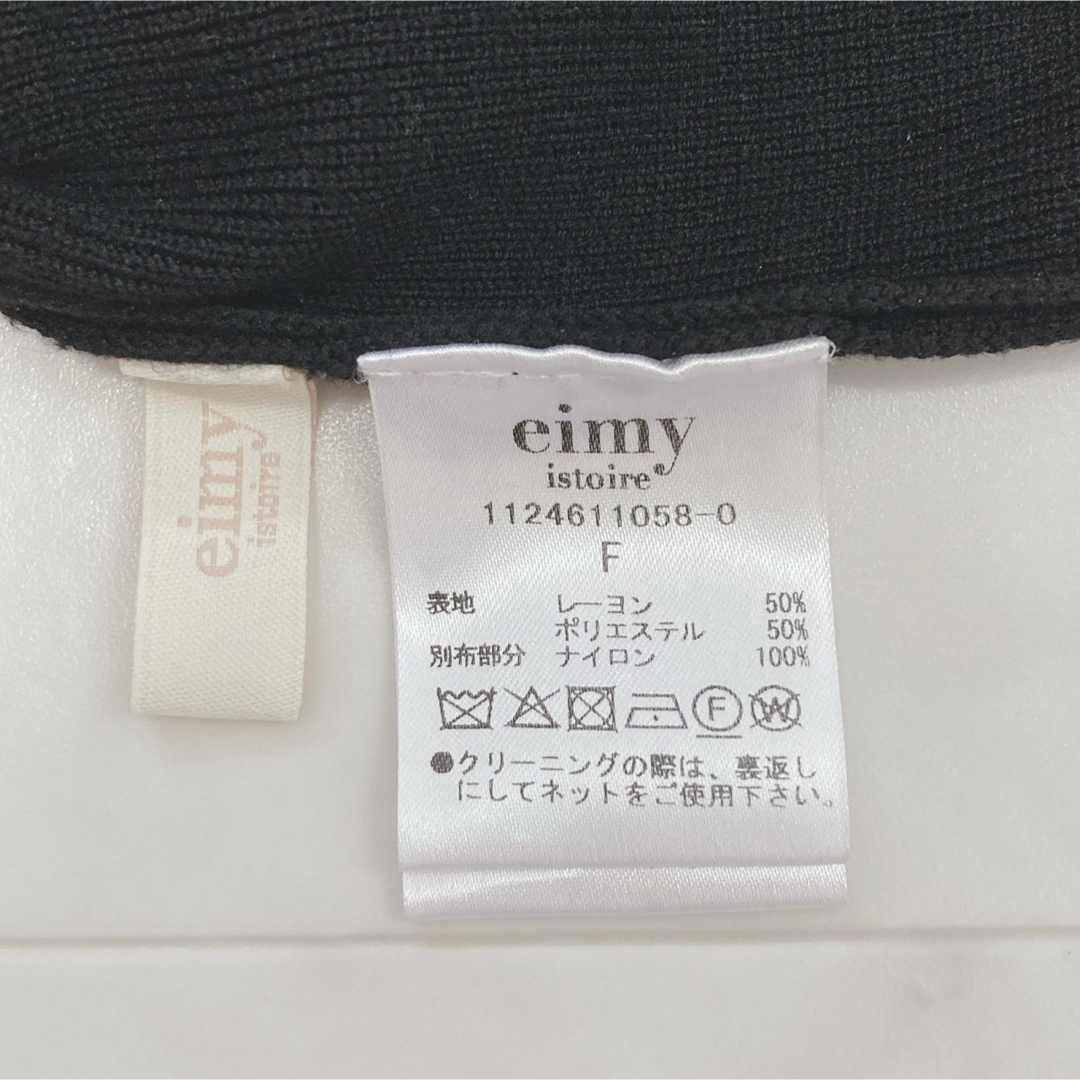 eimy
istoire
eimy
istoire
1124611058-0
F
表地 レーヨン 50%
ポリエステル 50%
別布部分 ナイロン 100%
F W
●クリーニングの際は、裏返し
にしてネットをご使用下さい。